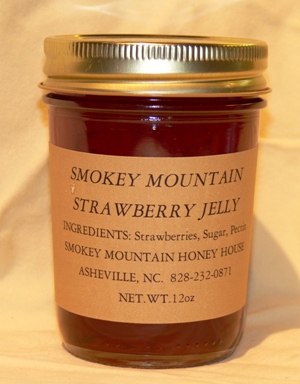 SMOKEY MOUNTAIN
STRAWBERRY JELLY
INGREDIENTS: Strawberries, Sugar, Pectin
SMOKEY MOUNTAIN HONEY HOUSE
ASHEVILLE, NC. 828-232-0871
NET.WT.12oz